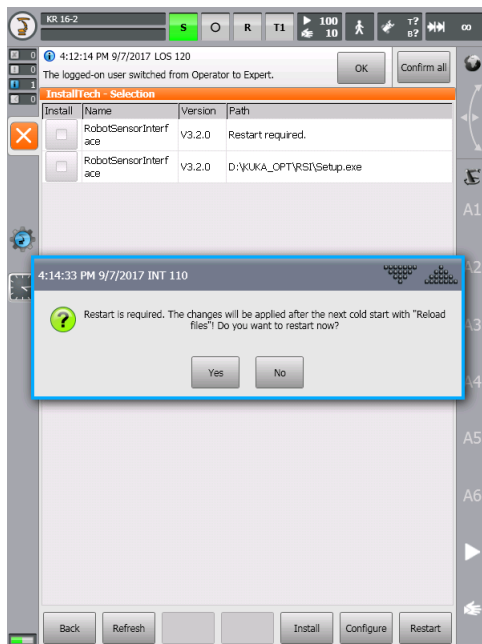 KR 16-2
S
O
R
T1
100
10
T?
B?
∞
0
0
1
0
4:12:14 PM 9/7/2017 LOS 120
The logged-on user switched from Operator to Expert.
OK
Confirm all
InstallTech - Selection
Install Name Version Path
RobotSensorInterf
ace
V3.2.0 Restart required.
RobotSensorInterf
ace
V3.2.0 D:\KUKA_OPT\RSI\Setup.exe
A1
A2
4:14:33 PM 9/7/2017 INT 110
Restart is required. The changes will be applied after the next cold start with "Reload
files"! Do you want to restart now?
Yes
No
A3
A4
A5
A6
Back
Refresh
Install
Configure
Restart